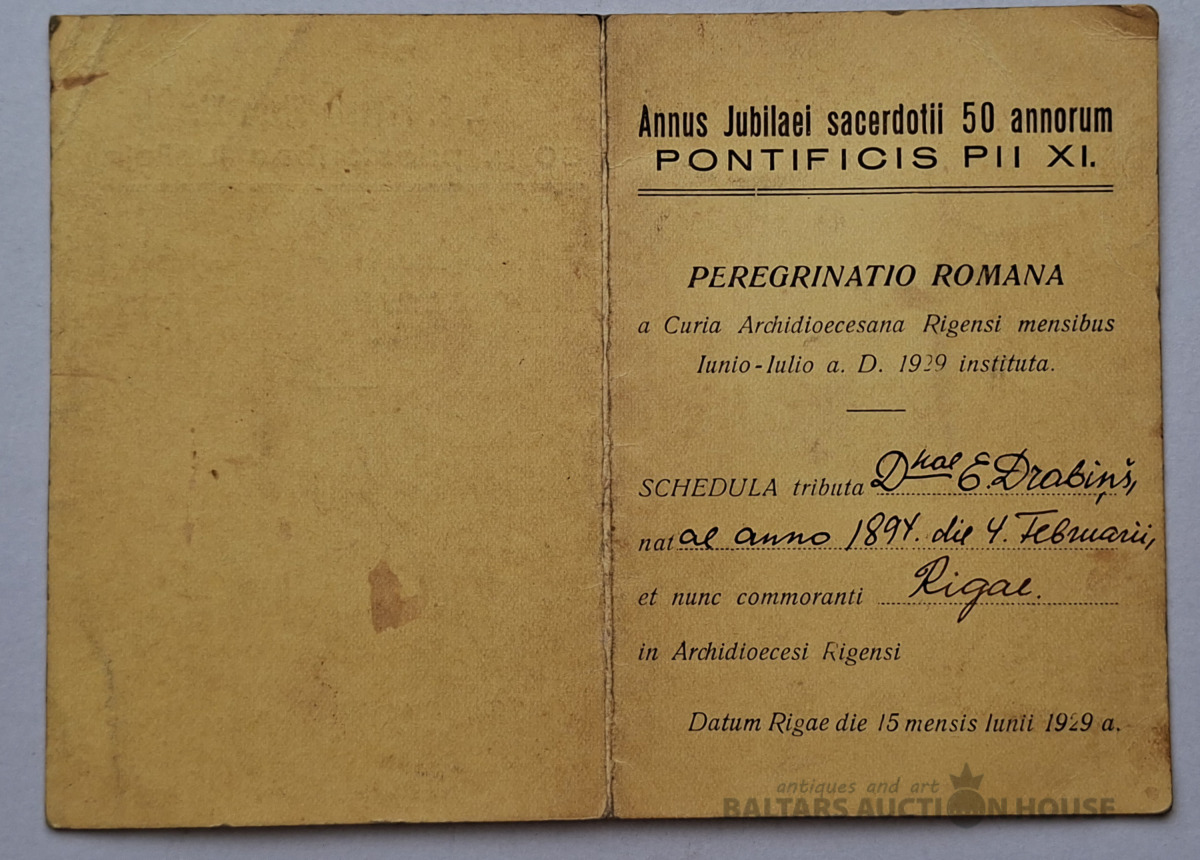 Annus Jubilaei sacerdotii 50 annorum
PONTIFICIS PII XI.
PEREGRINATIO ROMANA
a Curia Archidioecesana Rigensi mensibus
Iunio-Iulio a. D. 1929 instituta.
SCHEDULA tributa Dnae E. Drabiņš,
natae anno 1894. die 4. Februarii,
et nunc commoranti Rigae.
in Archidioecesi Rigensi
Datum Rigae die 15 mensis Iunii 1929 a.
antiques and art
BALTARS AUCTION HOUSE